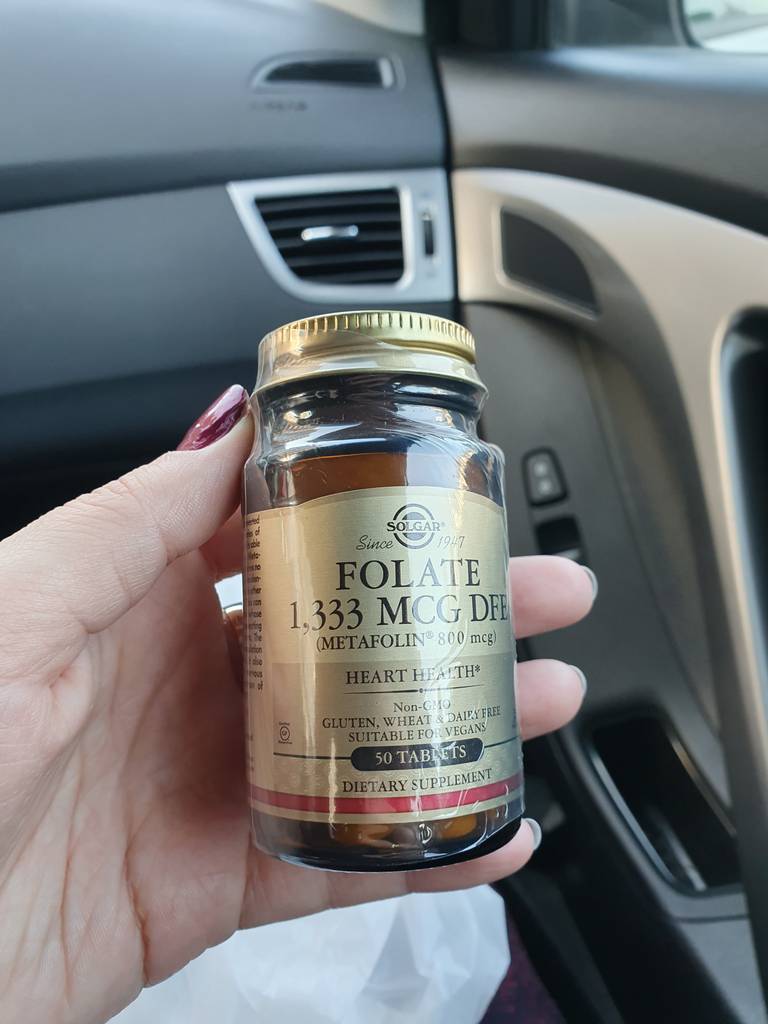 SOLGAR®
Since 1947
FOLATE
1,333 MCG DFE
(METAFOLIN® 800 mcg)
HEART HEALTH*
Non-GMO
GLUTEN, WHEAT & DAIRY FREE
SUITABLE FOR VEGANS
50 TABLETS
DIETARY SUPPLEMENT